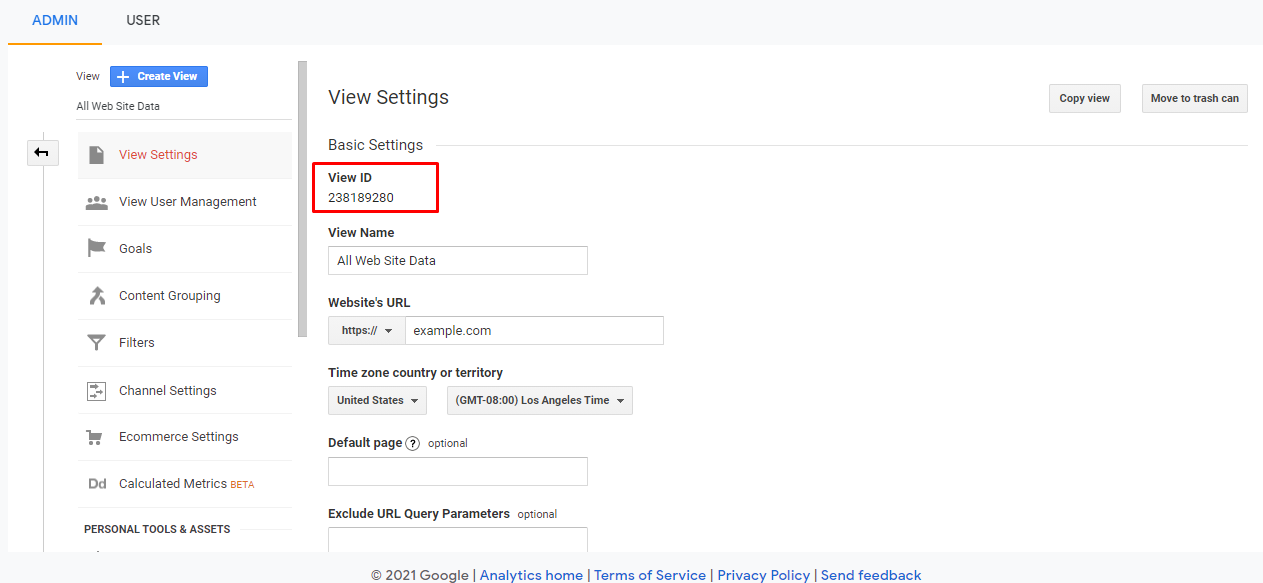 ADMIN USER
View Create View
All Web Site Data
View Settings
View User Management
Goals
Content Grouping
Filters
Channel Settings
Ecommerce Settings
Dd Calculated Metrics BETA
PERSONAL TOOLS & ASSETS
View Settings
Copy view Move to trash can
Basic Settings
View ID
238189280
View Name
All Web Site Data
Website's URL
https:// example.com
Time zone country or territory
United States (GMT-08:00) Los Angeles Time
Default page ? optional
Exclude URL Query Parameters optional
© 2021 Google | Analytics home | Terms of Service | Privacy Policy | Send feedback